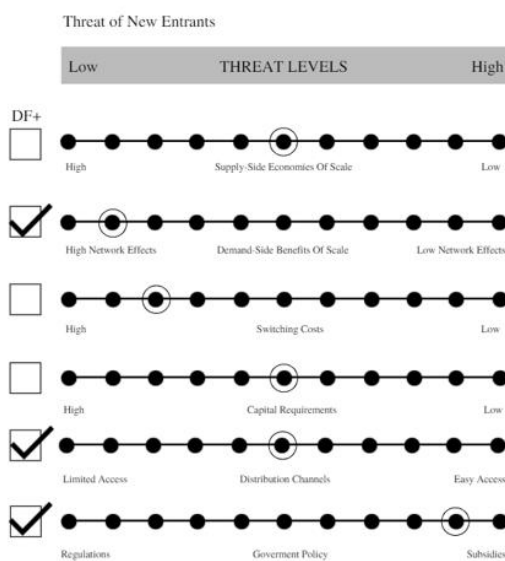 Threat of New Entrants
Low THREAT LEVELS High
DF+
High Supply-Side Economies Of Scale Low
High Network Effects Demand-Side Benefits Of Scale Low Network Effects
High Switching Costs Low
High Capital Requirements Low
Limited Access Distribution Channels Easy Access
Regulations Goverment Policy Subsidies